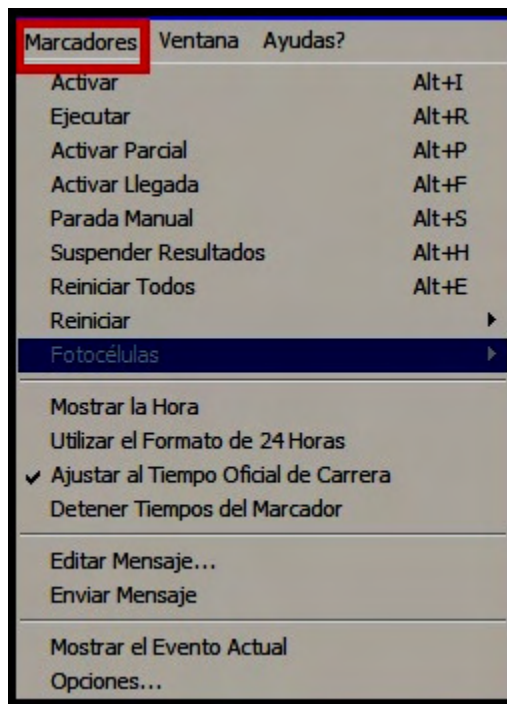 Marcadores Ventana Ayudas?
Activar Alt+I
Ejecutar Alt+R
Activar Parcial Alt+P
Activar Llegada Alt+F
Parada Manual Alt+S
Suspender Resultados Alt+H
Reiniciar Todos Alt+E
Reiniciar
Fotocélulas
Mostrar la Hora
Utilizar el Formato de 24 Horas
Ajustar al Tiempo Oficial de Carrera
Detener Tiempos del Marcador
Editar Mensaje...
Enviar Mensaje
Mostrar el Evento Actual
Opciones...